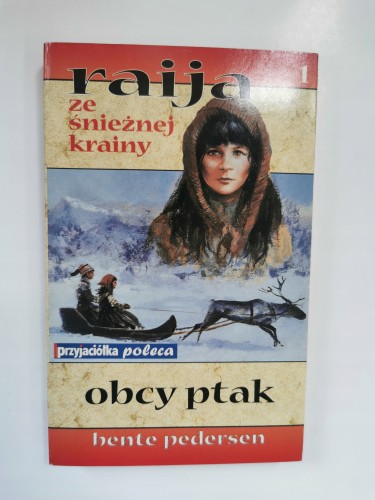 raija
1
ze
śnieżnej
krainy
przyjaciółka poleca
obcy ptak
bente pedersen